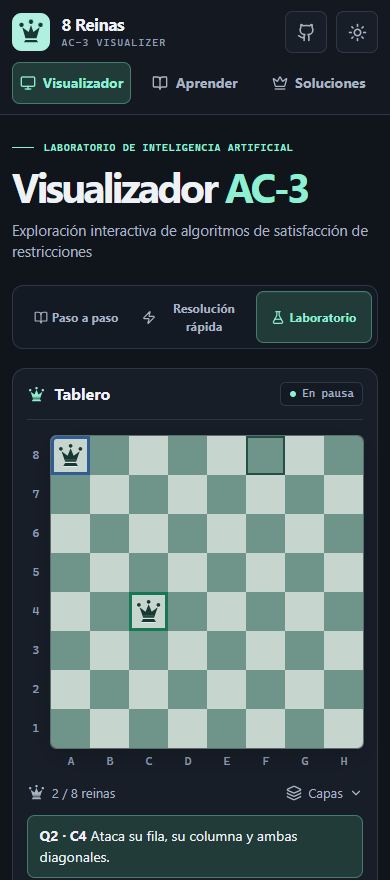 8 Reinas
AC-3 VISUALIZER
Visualizador
Aprender
Soluciones
LABORATORIO DE INTELIGENCIA ARTIFICIAL
Visualizador AC-3
Exploración interactiva de algoritmos de satisfacción de
restricciones
Paso a paso
Resolución
rápida
Laboratorio
Tablero
En pausa
8
7
6
5
4
3
2
1
A B C D E F G H
2 / 8 reinas
Capas
Q2 · C4 Ataca su fila, su columna y ambas
diagonales.